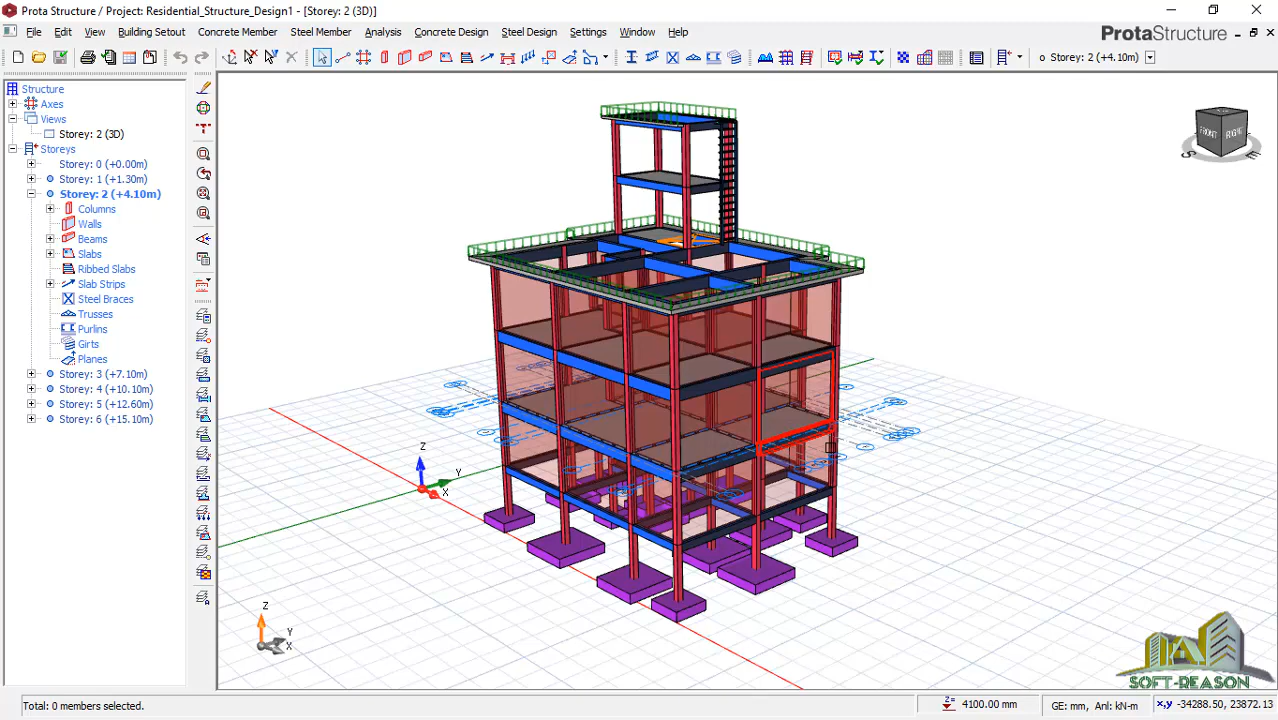 Prota Structure / Project: Residential_Structure_Design1 - [Storey: 2 (3D)]
File Edit View Building Setout Concrete Member Steel Member Analysis Concrete Design Steel Design Settings Window Help
ProtaStructure
o Storey: 2 (+4.10m)
Structure
Axes
Views
Storey: 2 (3D)
Storeys
Storey: 0 (+0.00m)
Storey: 1 (+1.30m)
Storey: 2 (+4.10m)
Columns
Walls
Beams
Slabs
Ribbed Slabs
Slab Strips
Steel Braces
Trusses
Purlins
Girts
Planes
Storey: 3 (+7.10m)
Storey: 4 (+10.10m)
Storey: 5 (+12.60m)
Storey: 6 (+15.10m)
FRONT RIGHT
S E
Z
Y
X
Z
Y
X
SOFT-REASON
Total: 0 members selected.
Z= 4100.00 mm
GE: mm, Anl: kN-m
x,y -34288.50, 23872.13